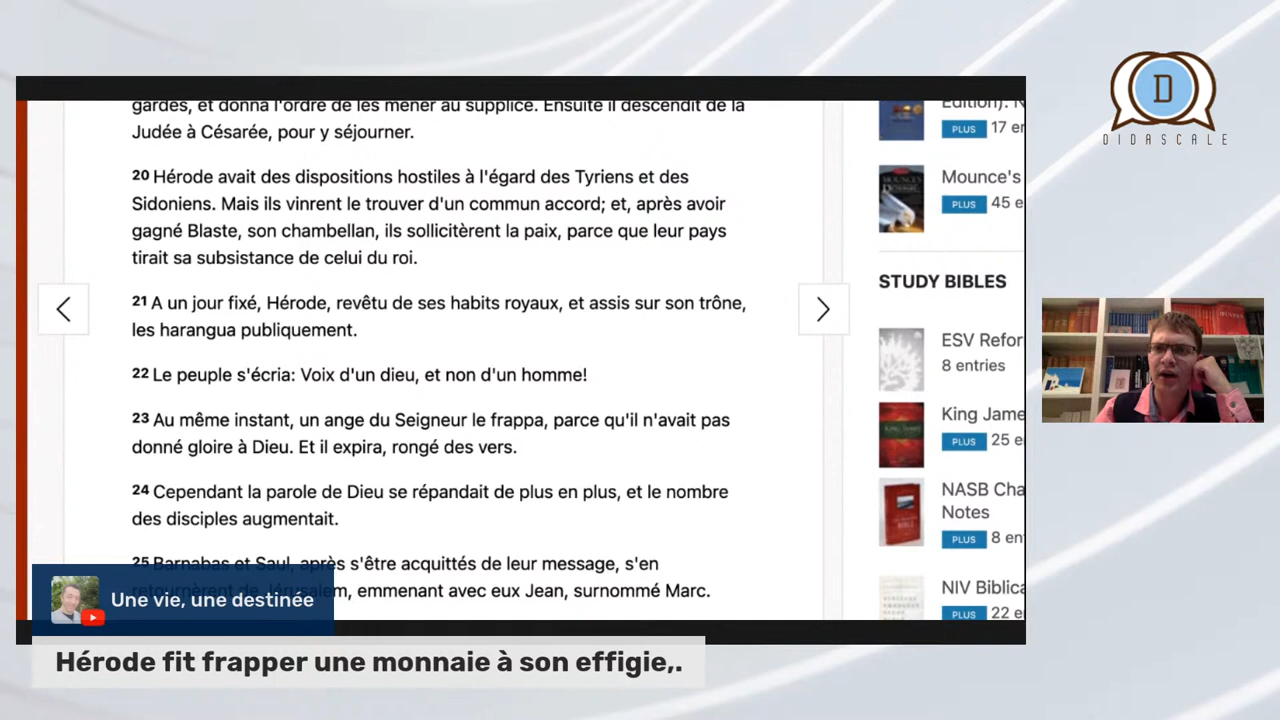 gardes, et donna l'ordre de les mener au supplice. Ensuite il descendit de la
Judée à Césarée, pour y séjourner.
20 Hérode avait des dispositions hostiles à l'égard des Tyriens et des
Sidoniens. Mais ils vinrent le trouver d'un commun accord; et, après avoir
gagné Blaste, son chambellan, ils sollicitèrent la paix, parce que leur pays
tirait sa subsistance de celui du roi.
21 A un jour fixé, Hérode, revêtu de ses habits royaux, et assis sur son trône,
les harangua publiquement.
22 Le peuple s'écria: Voix d'un dieu, et non d'un homme!
23 Au même instant, un ange du Seigneur le frappa, parce qu'il n'avait pas
donné gloire à Dieu. Et il expira, rongé des vers.
24 Cependant la parole de Dieu se répandait de plus en plus, et le nombre
des disciples augmentait.
25 Barnabas et Saul, après s'être acquittés de leur message, s'en
retournèrent de Jérusalem, emmenant avec eux Jean, surnommé Marc.
Edition). N
PLUS 17 en
Mounce's
PLUS 45 e
STUDY BIBLES
ESV Refor
8 entries
King Jame
PLUS 25 e
NASB Cha
Notes
PLUS 8 en
NIV Biblica
PLUS 22 e
D
DIDASCALE
Une vie, une destinée
Hérode fit frapper une monnaie à son effigie,.